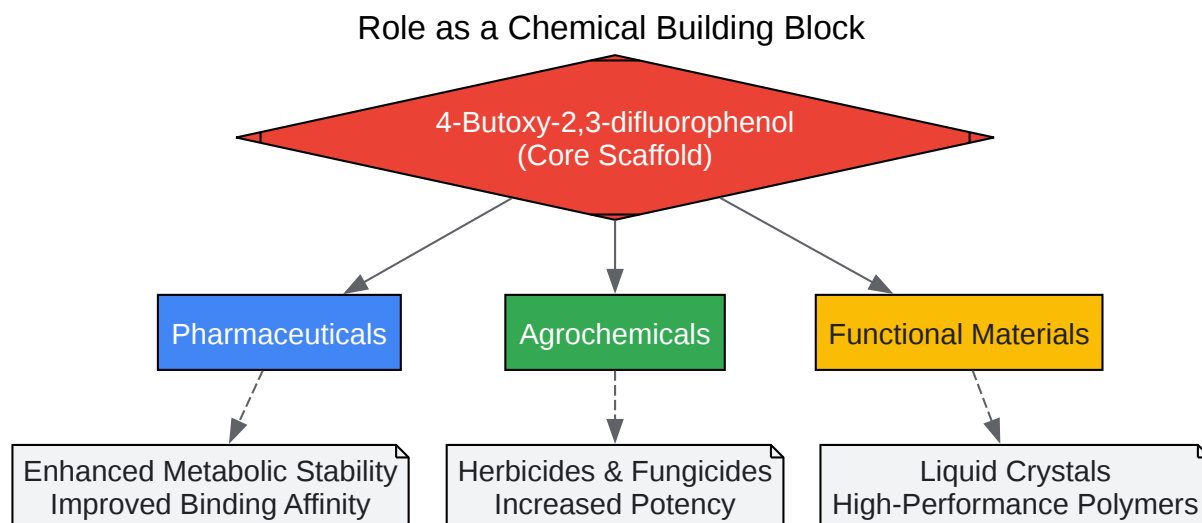 Role as a Chemical Building Block
4-Butoxy-2,3-difluorophenol
(Core Scaffold)
Pharmaceuticals
Agrochemicals
Functional Materials
Enhanced Metabolic Stability
Improved Binding Affinity
Herbicides & Fungicides
Increased Potency
Liquid Crystals
High-Performance Polymers